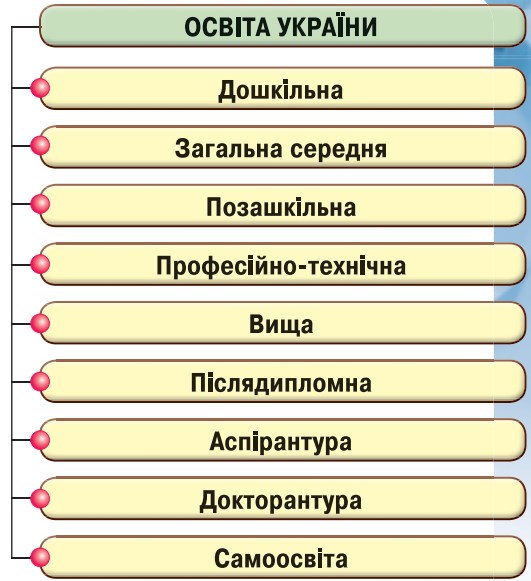 ОСВІТА УКРАЇНИ
Дошкільна
Загальна середня
Позашкільна
Професійно-технічна
Вища
Післядипломна
Аспірантура
Докторантура
Самоосвіта